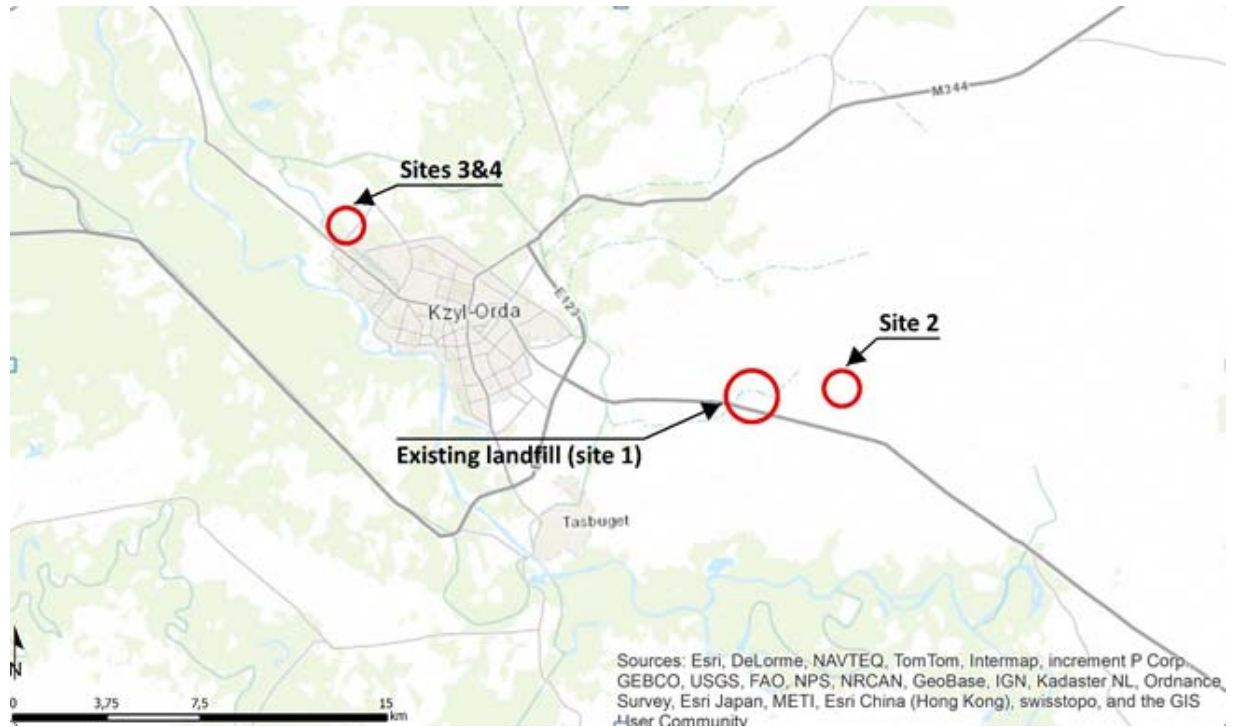 M344
Sites 3&4
E123
Kzyl-Orda
Site 2
Existing landfill (site 1)
Tasbuget
N
0 3,75 7,5 15
km
Sources: Esri, DeLorme, NAVTEQ, TomTom, Intermap, increment P Corp.,
GEBCO, USGS, FAO, NPS, NRCAN, GeoBase, IGN, Kadaster NL, Ordnance
Survey, Esri Japan, METI, Esri China (Hong Kong), swisstopo, and the GIS
User Community